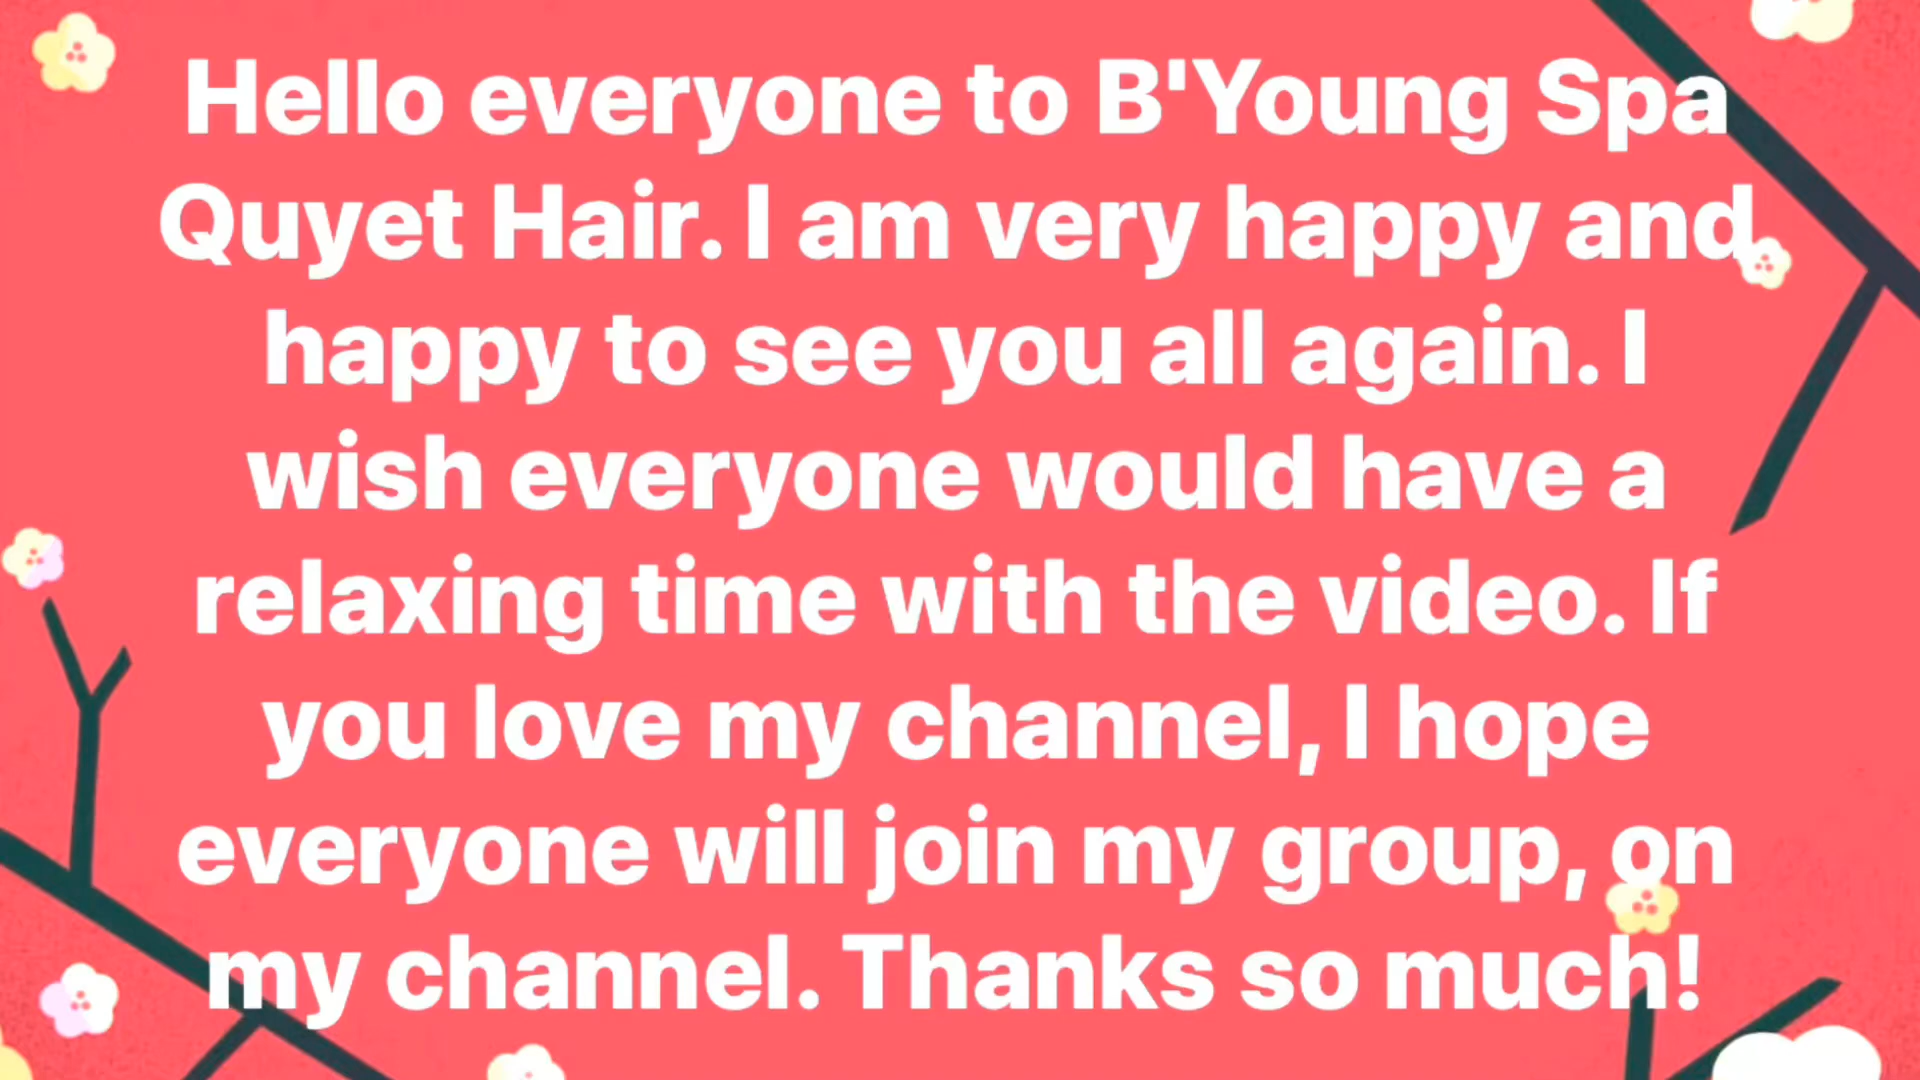 Hello everyone to B'Young Spa
Quyet Hair. I am very happy and
happy to see you all again. I
wish everyone would have a
relaxing time with the video. If
you love my channel, I hope
everyone will join my group, on
my channel. Thanks so much!